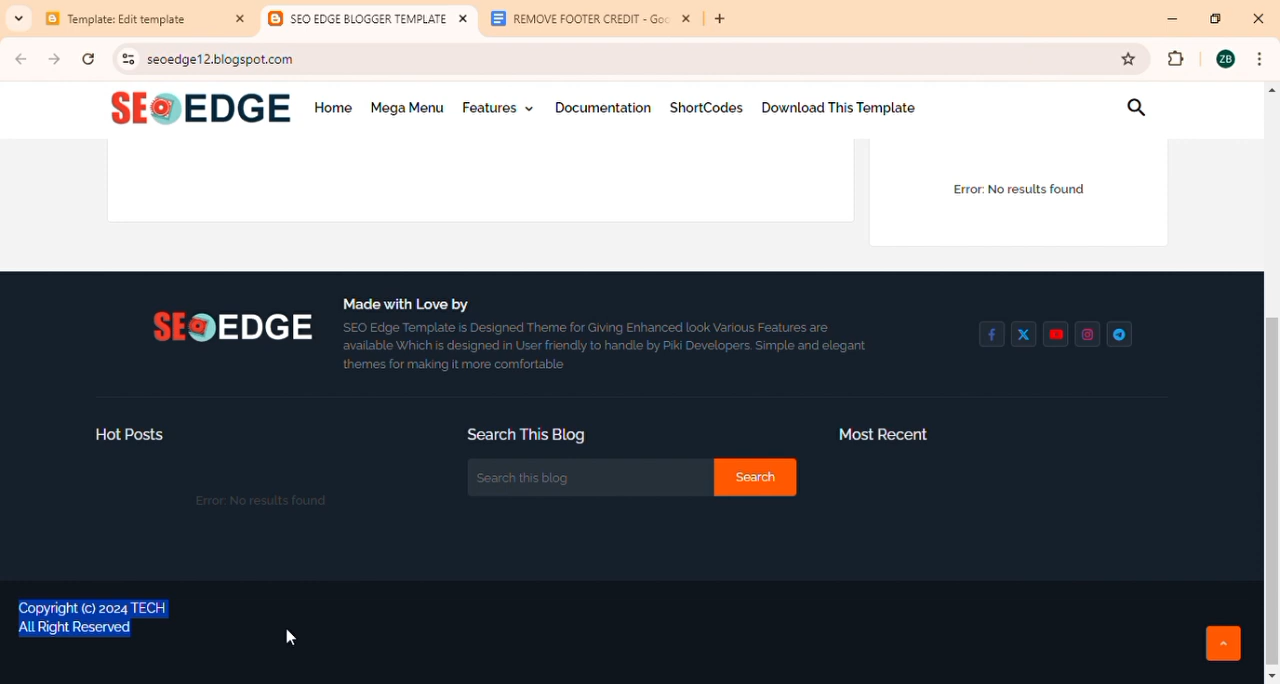 Template: Edit template
SEO EDGE BLOGGER TEMPLATE
REMOVE FOOTER CREDIT - Goo
seoedge12.blogspot.com
ZB
SEO EDGE
Home
Mega Menu
Features
Documentation
ShortCodes
Download This Template
Error: No results found
SEO EDGE
Made with Love by
SEO Edge Template is Designed Theme for Giving Enhanced look Various Features are
available Which is designed in User friendly to handle by Piki Developers. Simple and elegant
themes for making it more comfortable
Hot Posts
Search This Blog
Most Recent
Search this blog
Search
Error: No results found
Copyright (c) 2024 TECH
All Right Reserved